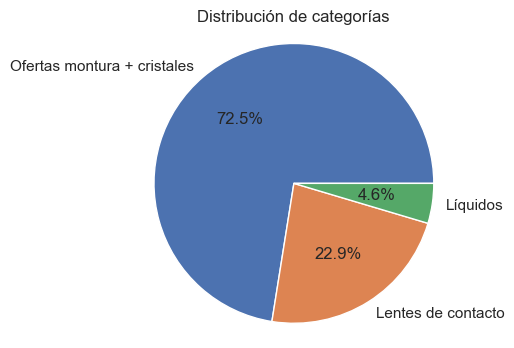 Distribución de categorías
Ofertas montura + cristales
72.5%
4.6%
Líquidos
22.9%
Lentes de contacto